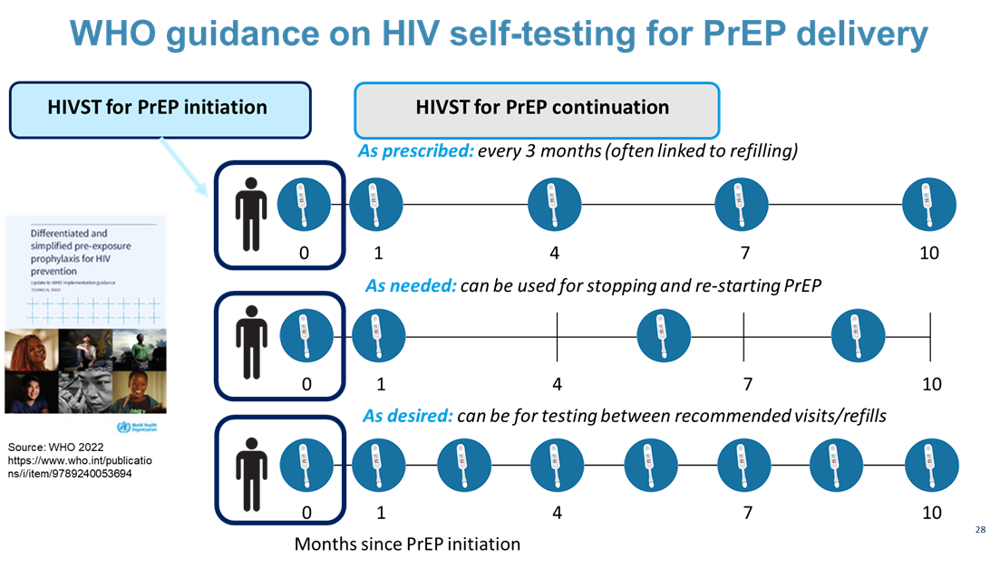 WHO guidance on HIV self-testing for PrEP delivery
HIVST for PrEP initiation
HIVST for PrEP continuation
As prescribed: every 3 months (often linked to refilling)
0 1 4 7 10
As needed: can be used for stopping and re-starting PrEP
0 1 4 7 10
As desired: can be for testing between recommended visits/refills
0 1 4 7 10
Months since PrEP initiation
Differentiated and
simplified pre-exposure
prophylaxis for HIV
prevention
Update to WHO implementation guidance
TECHNICAL BRIEF
World Health
Organization
Source: WHO 2022
https://www.who.int/publicatio
ns/i/item/9789240053694
28